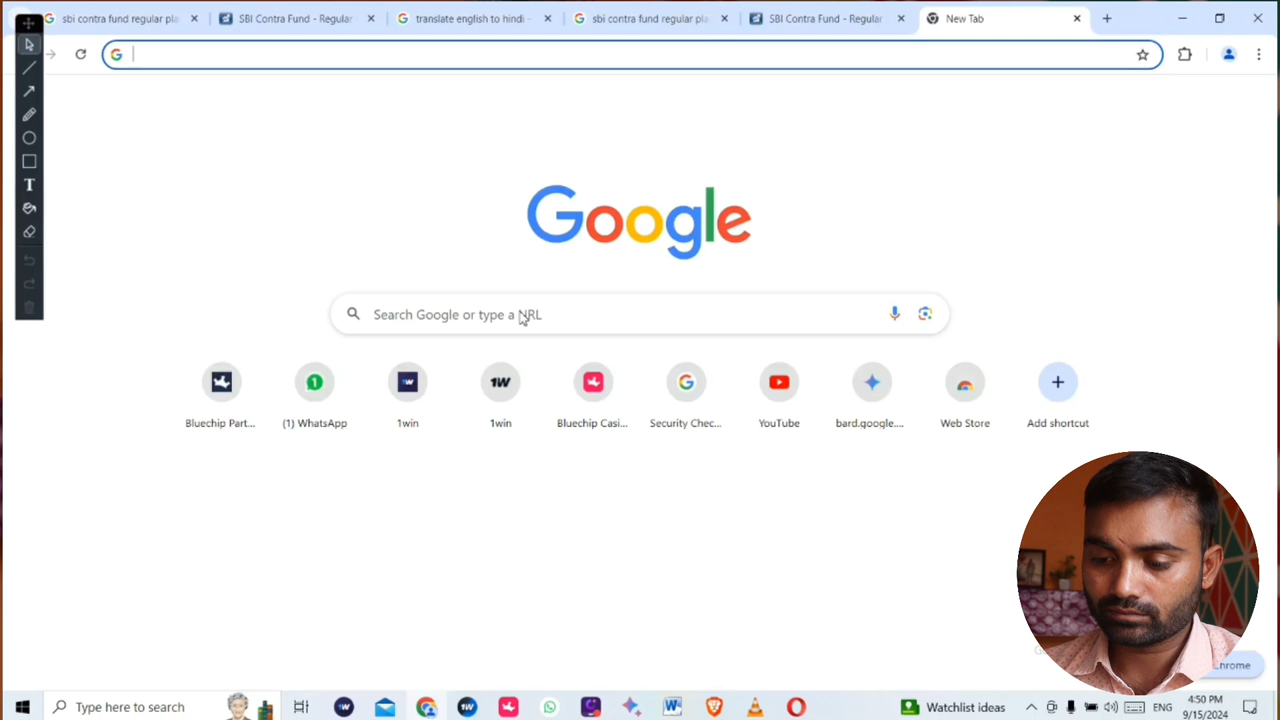 sbi contra fund regular pla
SBI Contra Fund - Regular
translate english to hindi -
sbi contra fund regular pla
SBI Contra Fund - Regular
New Tab
T
Google
Search Google or type a URL
Bluechip Part...
(1) WhatsApp
1win
1win
Bluechip Casi...
Security Chec...
YouTube
bard.google....
Web Store
Add shortcut
hrome
Type here to search
Watchlist ideas
ENG
4:50 PM
9/15/2024